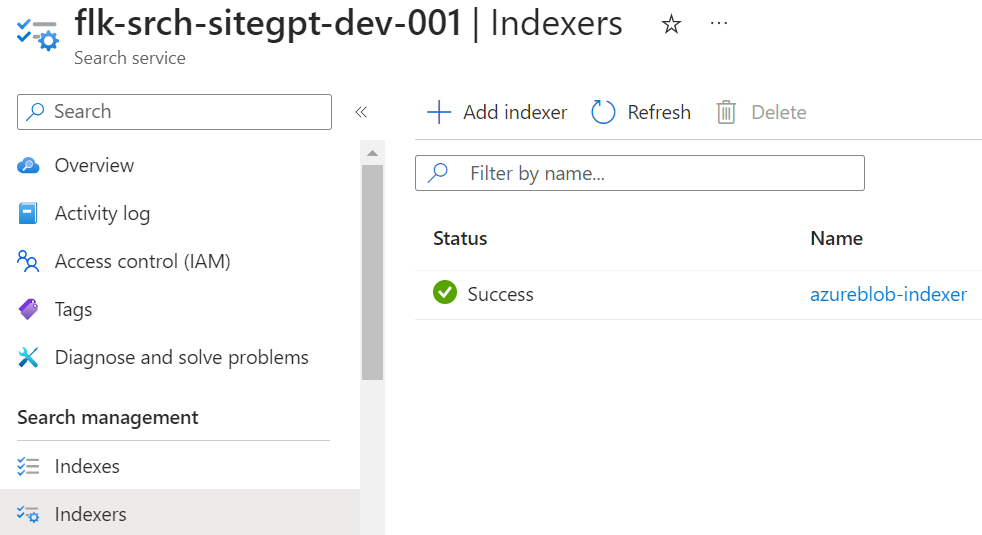 flk-srch-sitegpt-dev-001 | Indexers
Search service
Search
Overview
Activity log
Access control (IAM)
Tags
Diagnose and solve problems
Search management
Indexes
Indexers
Add indexer Refresh Delete
Filter by name...
Status Name
Success azureblob-indexer